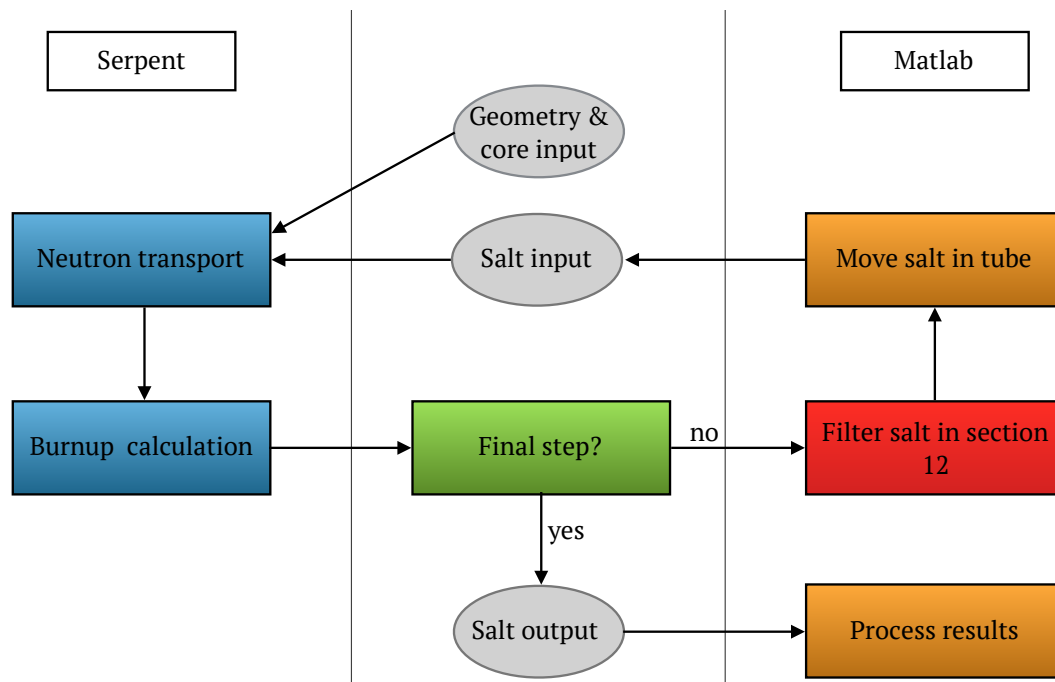 Serpent
Matlab
Geometry &
core input
Neutron transport
Salt input
Move salt in tube
Burnup calculation
Final step?
no
Filter salt in section
12
yes
Salt output
Process results